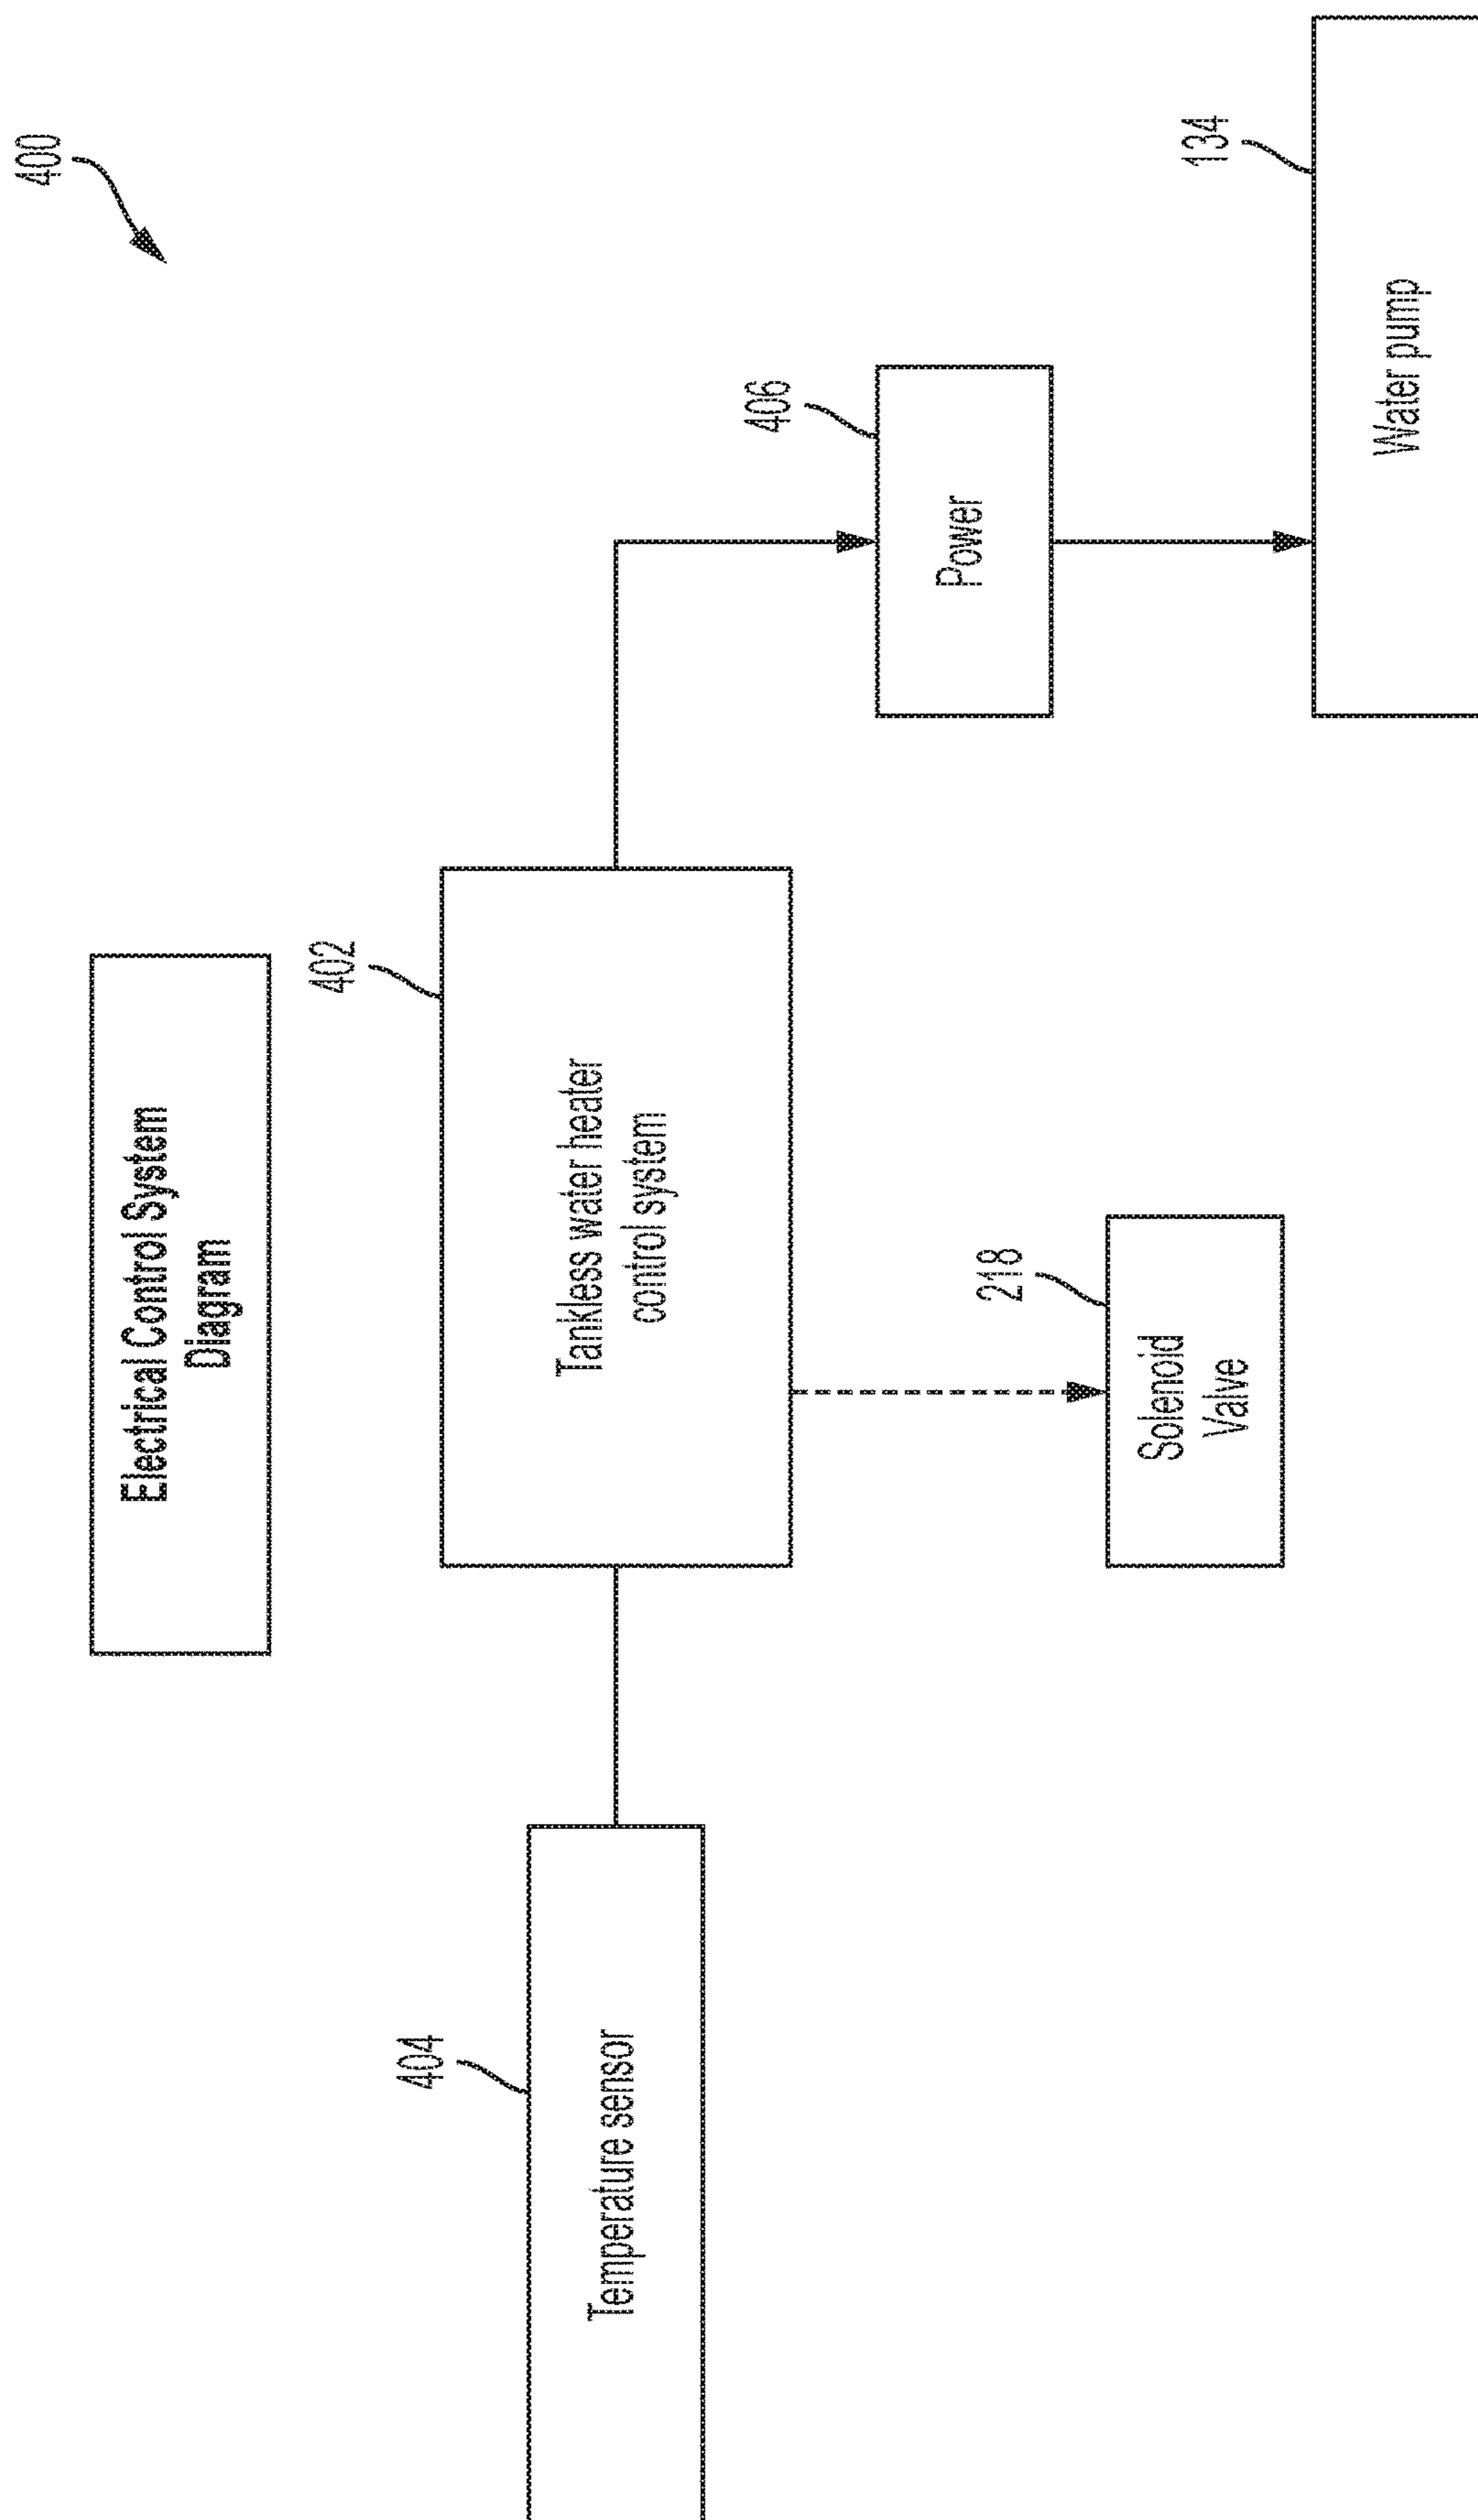 400
Electrical Control System
Diagram
402
Tankless water heater
control system
404
Temperature sensor
406
Power
218
Solenoid
Valve
134
Water pump